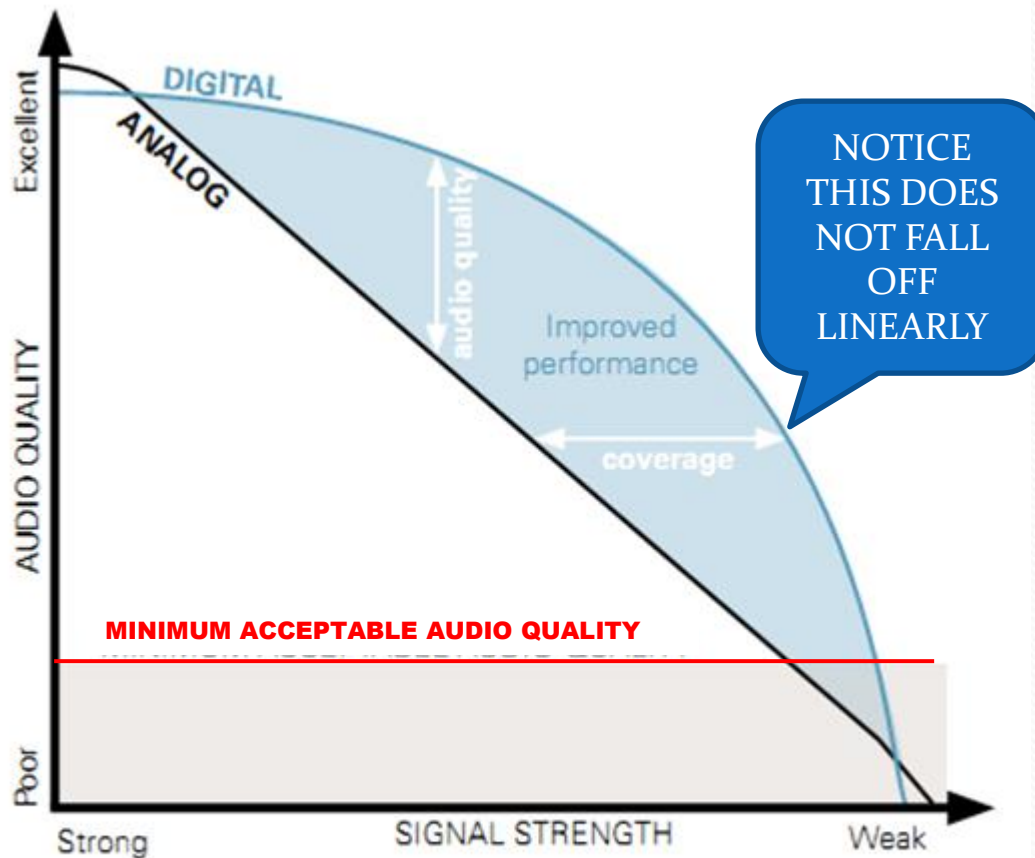 Excellent
DIGITAL
ANALOG
audio quality
NOTICE
THIS DOES
NOT FALL
OFF
LINEARLY
Improved
performance
coverage
AUDIO QUALITY
MINIMUM ACCEPTABLE AUDIO QUALITY
Poor
Strong
SIGNAL STRENGTH
Weak